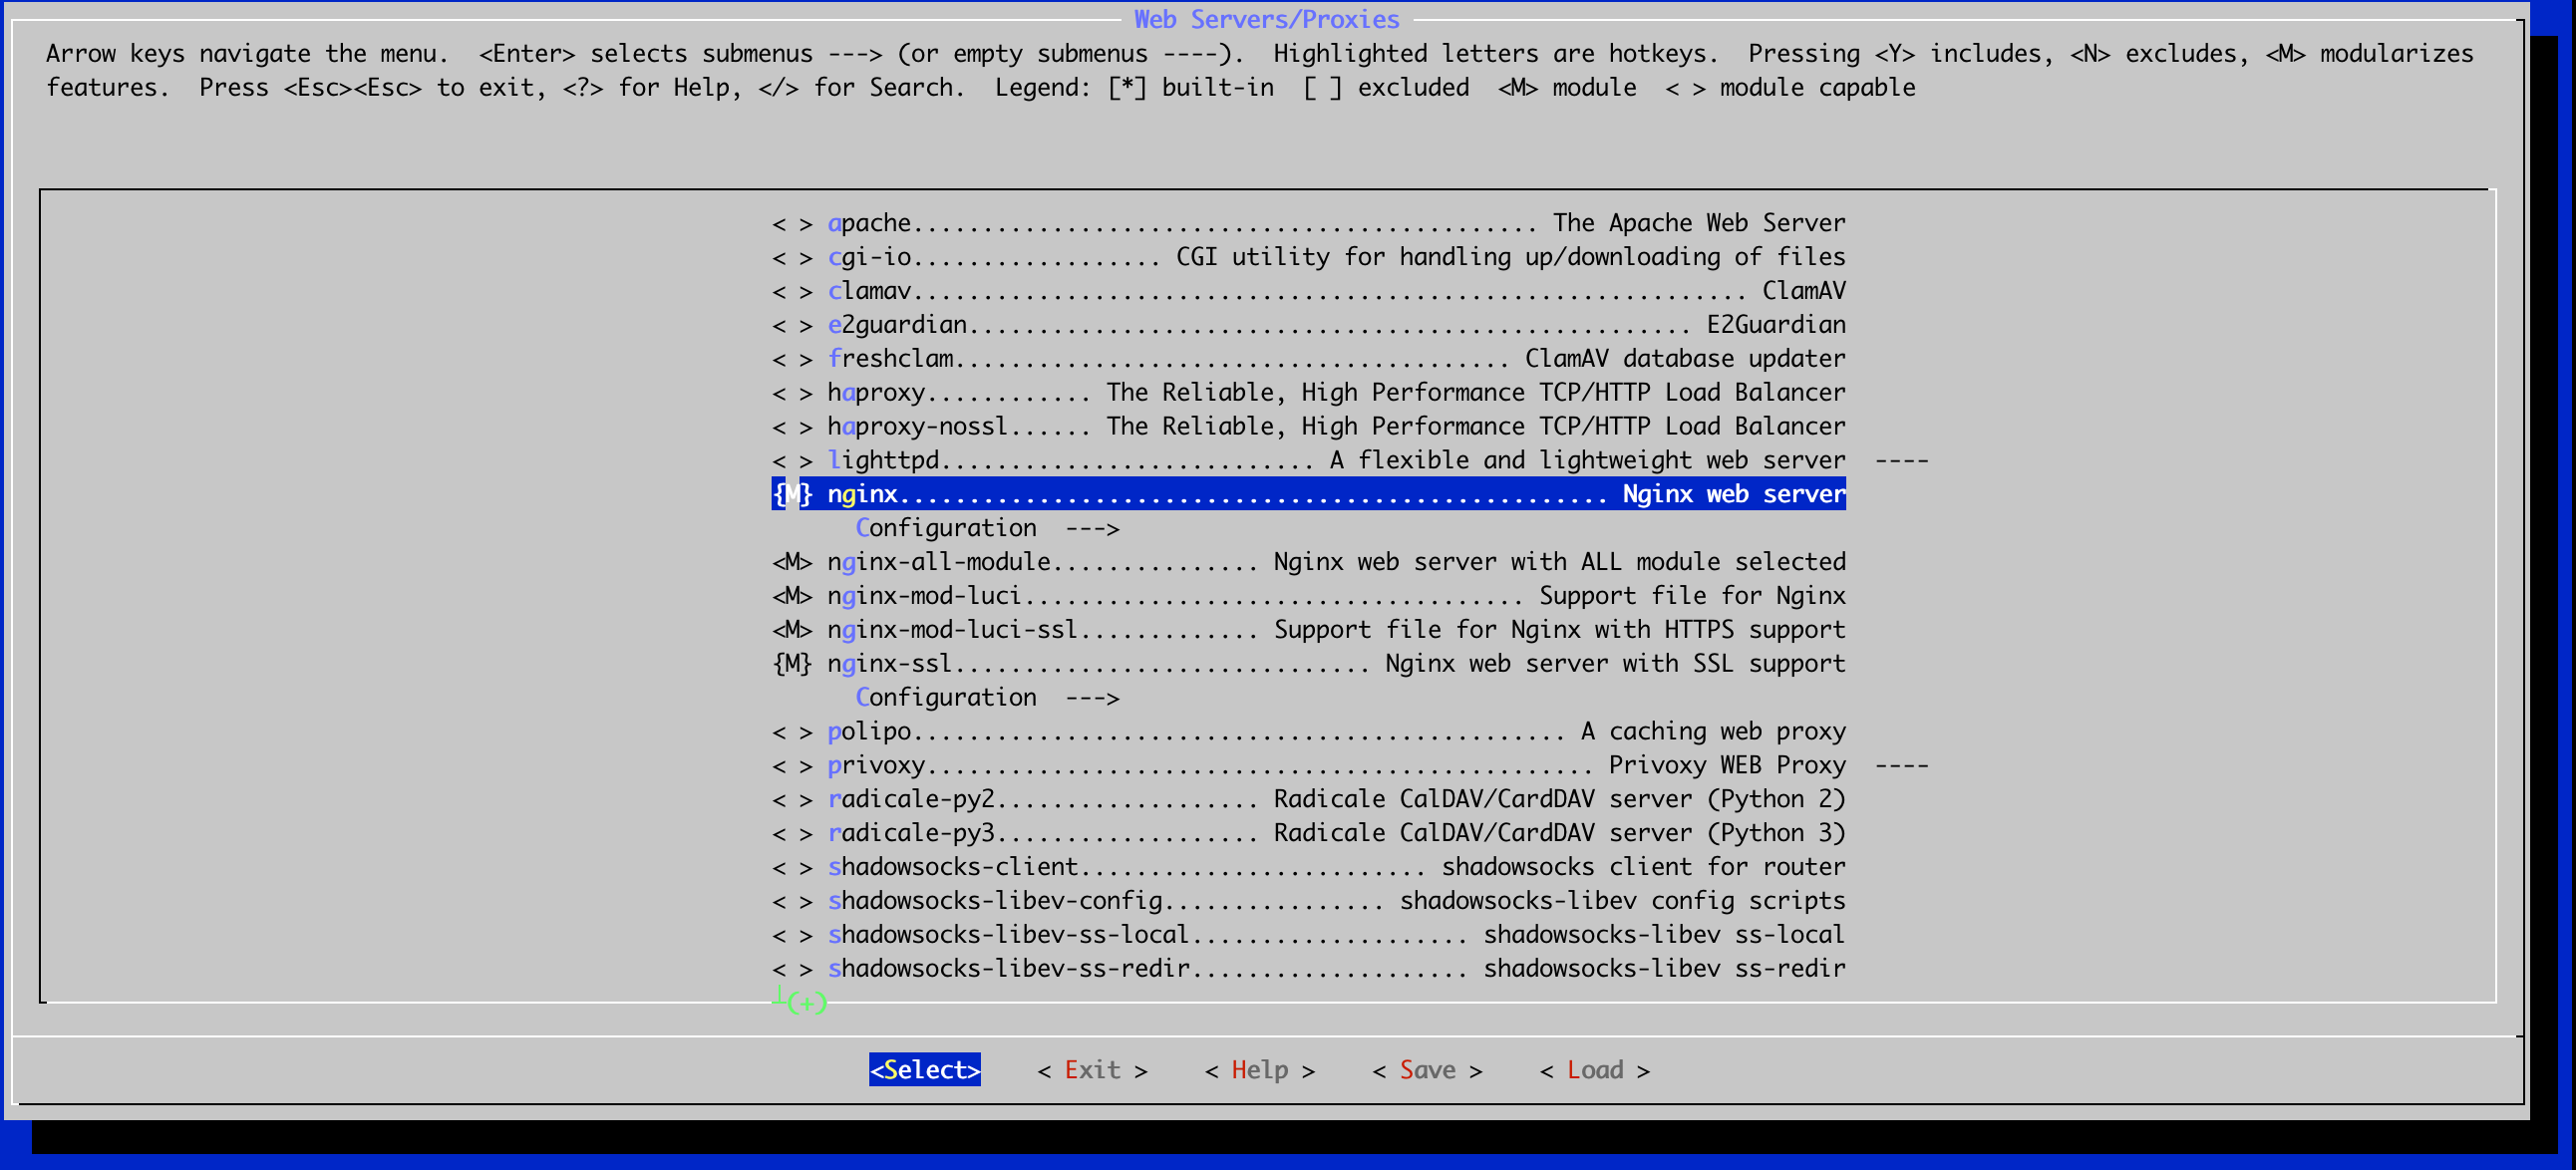 Web Servers/Proxies
Arrow keys navigate the menu.  <Enter> selects submenus ---> (or empty submenus ----).  Highlighted letters are hotkeys.  Pressing <Y> includes, <N> excludes, <M> modularizes
features.  Press <Esc><Esc> to exit, <?> for Help, </> for Search.  Legend: [*] built-in  [ ] excluded  <M> module  < > module capable
< > apache............................................. The Apache Web Server
< > cgi-io.................. CGI utility for handling up/downloading of files
< > clamav............................................................ ClamAV
< > e2guardian.................................................... E2Guardian
< > freshclam........................................ ClamAV database updater
< > haproxy............ The Reliable, High Performance TCP/HTTP Load Balancer
< > haproxy-nossl...... The Reliable, High Performance TCP/HTTP Load Balancer
< > lighttpd........................... A flexible and lightweight web server  ----
{M} nginx................................................... Nginx web server
      Configuration  --->
<M> nginx-all-module............... Nginx web server with ALL module selected
<M> nginx-mod-luci.................................... Support file for Nginx
<M> nginx-mod-luci-ssl............. Support file for Nginx with HTTPS support
{M} nginx-ssl.............................. Nginx web server with SSL support
      Configuration  --->
< > polipo............................................... A caching web proxy
< > privoxy................................................ Privoxy WEB Proxy  ----
< > radicale-py2................... Radicale CalDAV/CardDAV server (Python 2)
< > radicale-py3................... Radicale CalDAV/CardDAV server (Python 3)
< > shadowsocks-client......................... shadowsocks client for router
< > shadowsocks-libev-config................ shadowsocks-libev config scripts
< > shadowsocks-libev-ss-local.................... shadowsocks-libev ss-local
< > shadowsocks-libev-ss-redir.................... shadowsocks-libev ss-redir
┴(+)
<Select>    < Exit >    < Help >    < Save >    < Load >